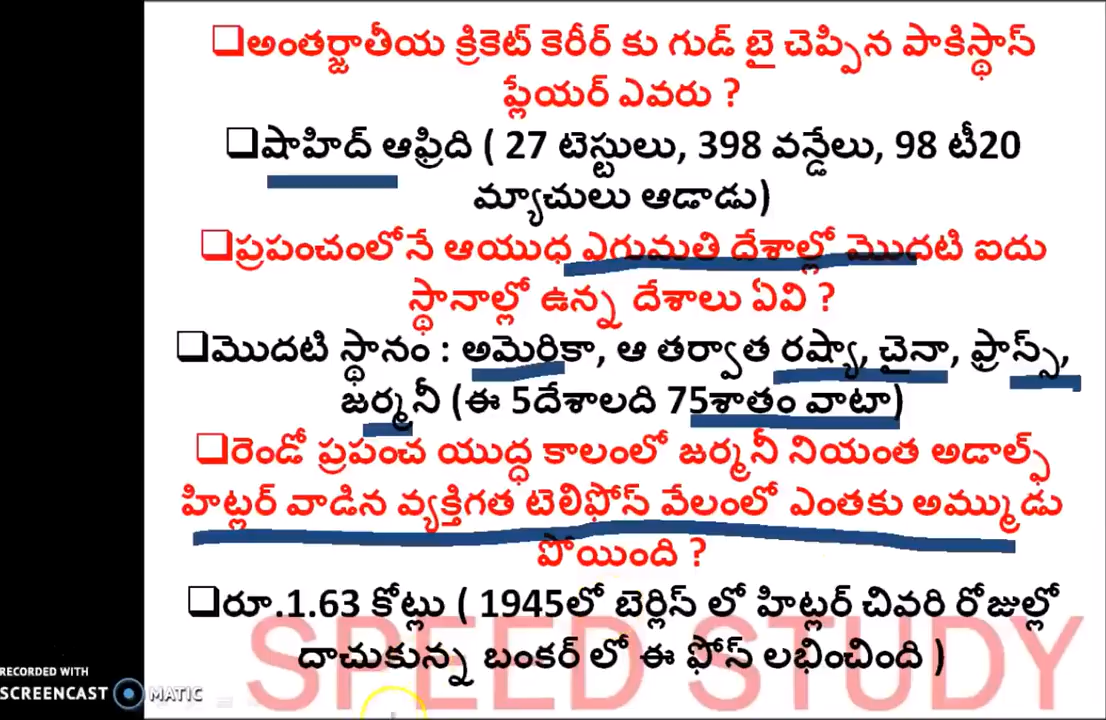 ❑అంతర్జాతీయ క్రికెట్ కెరీర్ కు గుడ్ బై చెప్పిన పాకిస్థాస్
ప్లేయర్ ఎవరు ?
❑షాహిద్ ఆఫ్రిది ( 27 టెస్టులు, 398 వన్డేలు, 98 టీ20
మ్యాచులు ఆడాడు)
❑ప్రపంచంలోనే ఆయుధ ఎగుమతి దేశాల్లో మొదటి ఐదు
స్థానాల్లో ఉన్న దేశాలు ఏవి ?
❑మొదటి స్థానం : అమెరికా, ఆ తర్వాత రష్యా, చైనా, ఫ్రాస్స్,
జర్మనీ (ఈ 5దేశాలది 75శాతం వాటా)
❑రెండో ప్రపంచ యుద్ధ కాలంలో జర్మనీ నియంత అడాల్ఫ్
హిట్లర్ వాడిన వ్యక్తిగత టెలిఫోస్ వేలంలో ఎంతకు అమ్ముడు
పోయింది ?
❑రూ.1.63 కోట్లు ( 1945లో బెర్లిస్ లో హిట్లర్ చివరి రోజుల్లో
దాచుకున్న బంకర్ లో ఈ ఫోస్ లభించింది )
SPEED STUDY
RECORDED WITH
SCREENCAST MATIC